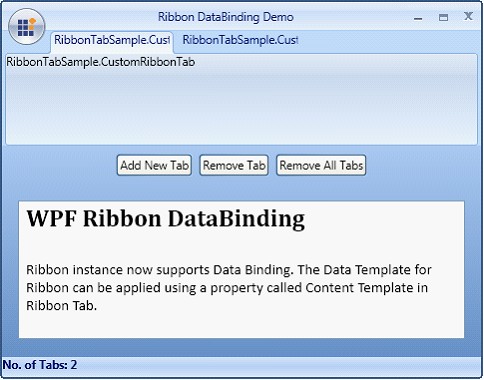 Ribbon DataBinding Demo
RibbonTabSample.Cust RibbonTabSample.Cust
RibbonTabSample.CustomRibbonTab
Add New Tab Remove Tab Remove All Tabs
WPF Ribbon DataBinding
Ribbon instance now supports Data Binding. The Data Template for
Ribbon can be applied using a property called Content Template in
Ribbon Tab.
No. of Tabs: 2